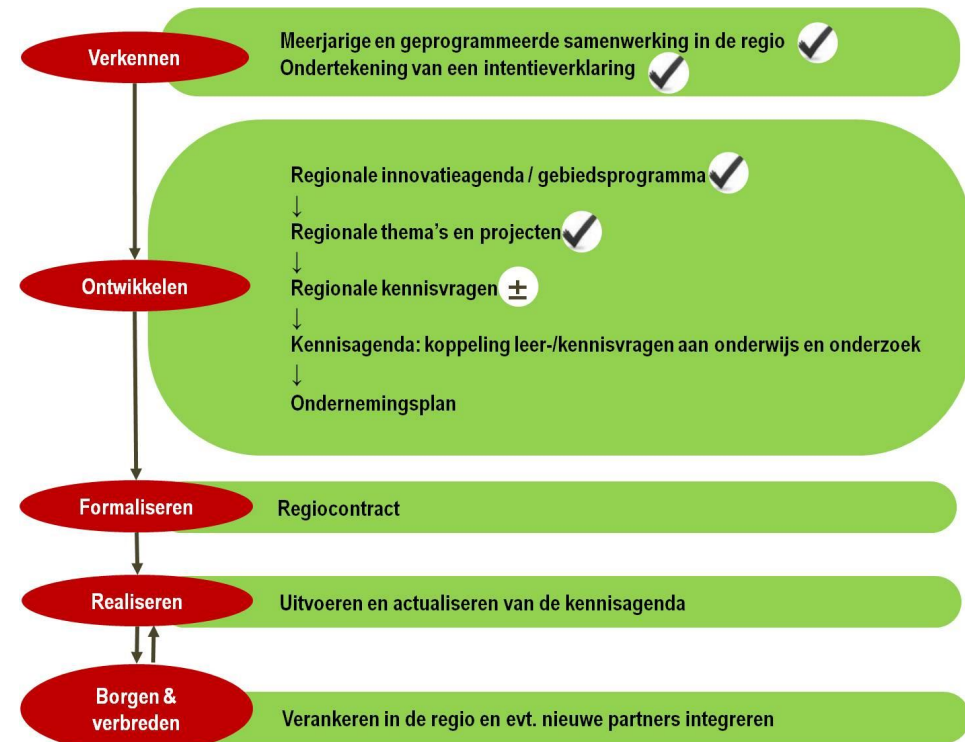 Verkennen
Meerjarige en geprogrammeerde samenwerking in de regio
Ondertekening van een intentieverklaring
Ontwikkelen
Regionale innovatieagenda / gebiedsprogramma
↓
Regionale thema's en projecten
↓
Regionale kennisvragen ±
↓
Kennisagenda: koppeling leer-/kennisvragen aan onderwijs en onderzoek
↓
Ondernemingsplan
Formaliseren
Regiocontract
Realiseren
Uitvoeren en actualiseren van de kennisagenda
Borgen &
verbreden
Verankeren in de regio en evt. nieuwe partners integreren